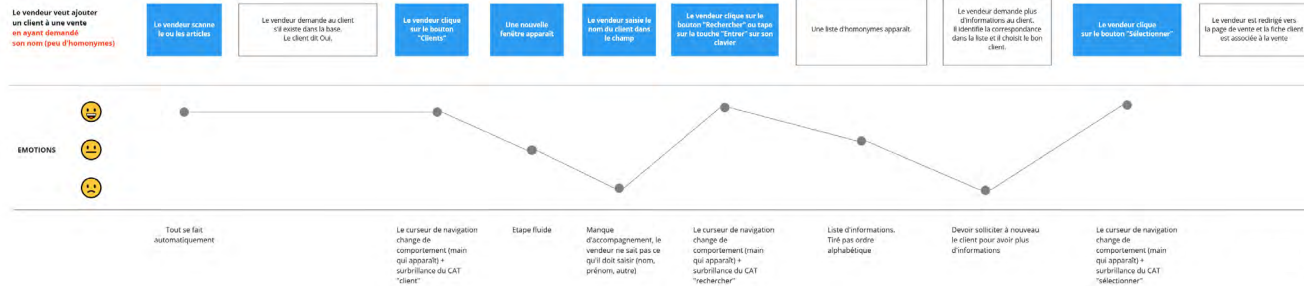 Le vendeur veut ajouter
un client à une vente
en ayant demandé
son nom (peu d'homonymes)
Le vendeur scanne
le ou les articles
Le vendeur demande au client
s'il existe dans la base.
Le client dit Oui.
Le vendeur clique
sur le bouton
"Clients"
Une nouvelle
fenêtre apparaît
Le vendeur saisie le
nom du client dans
le champ
Le vendeur clique sur le
bouton "Rechercher" ou tape
sur la touche "Entrer" sur son
clavier
Une liste d'homonymes apparaît.
Le vendeur demande plus
d'informations au client.
Il identifie la correspondance
dans la liste et il choisit le bon
client.
Le vendeur clique
sur le bouton "Sélectionner"
Le vendeur est redirigé vers
la page de vente et la fiche client
est associée à la vente
EMOTIONS
Tout se fait
automatiquement
Le curseur de navigation
change de
comportement (main
qui apparaît) +
surbrillance du CAT
"client"
Etape fluide
Manque
d'accompagnement, le
vendeur ne sait pas ce
qu'il doit saisir (nom,
prénom, autre)
Le curseur de navigation
change de
comportement (main
qui apparaît) +
surbrillance du CAT
"rechercher"
Liste d'informations.
Tiré pas ordre
alphabétique
Devoir solliciter à nouveau
le client pour avoir plus
d'informations
Le curseur de navigation
change de
comportement (main
qui apparaît) +
surbrillance du CAT
"sélectionner"